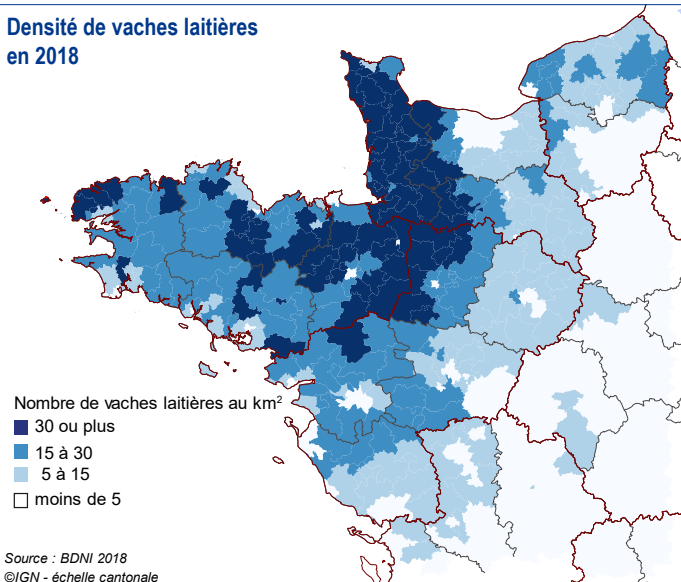 Densité de vaches laitières
en 2018
Nombre de vaches laitières au km²
30 ou plus
15 à 30
5 à 15
moins de 5
Source : BDNI 2018
©IGN - échelle cantonale